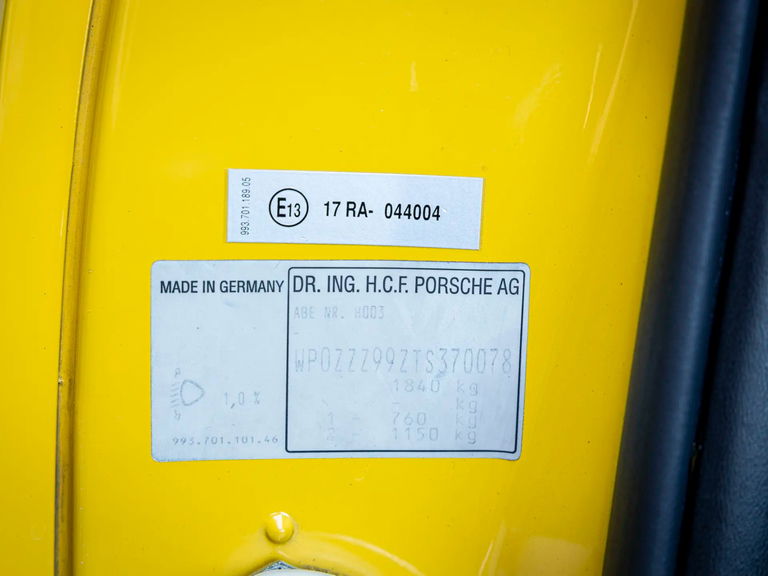 993.701.189.05
E13 17 RA- 044004
MADE IN GERMANY
DR. ING. H.C.F. PORSCHE AG
ABE NR. H003
-
WP0ZZZ99ZTS370078
1840 kg
- kg
1 - 760 kg
2 - 1150 kg
1,0 %
993.701.101.46